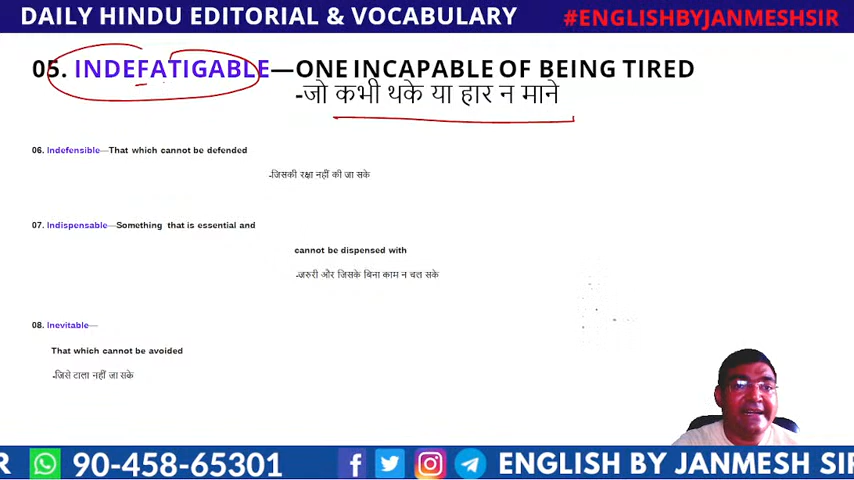 DAILY HINDU EDITORIAL & VOCABULARY #ENGLISHBYJANMESHSIR
05. INDEFATIGABLE—ONE INCAPABLE OF BEING TIRED
-जो कभी थके या हार न माने
06. Indefensible—That which cannot be defended
-जिसकी रक्षा नहीं की जा सके
07. Indispensable—Something that is essential and
cannot be dispensed with
-जरुरी और जिसके बिना काम न चल सके
08. Inevitable—
That which cannot be avoided
-जिसे टाला नहीं जा सके
R 90-458-65301 ENGLISH BY JANMESH SIR